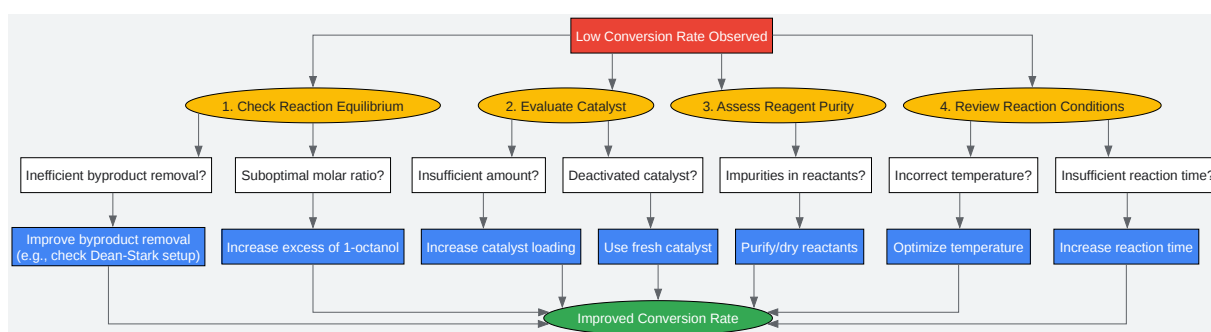 Low Conversion Rate Observed
1. Check Reaction Equilibrium
2. Evaluate Catalyst
3. Assess Reagent Purity
4. Review Reaction Conditions
Inefficient byproduct removal?
Suboptimal molar ratio?
Insufficient amount?
Deactivated catalyst?
Impurities in reactants?
Incorrect temperature?
Insufficient reaction time?
Improve byproduct removal
(e.g., check Dean-Stark setup)
Increase excess of 1-octanol
Increase catalyst loading
Use fresh catalyst
Purify/dry reactants
Optimize temperature
Increase reaction time
Improved Conversion Rate